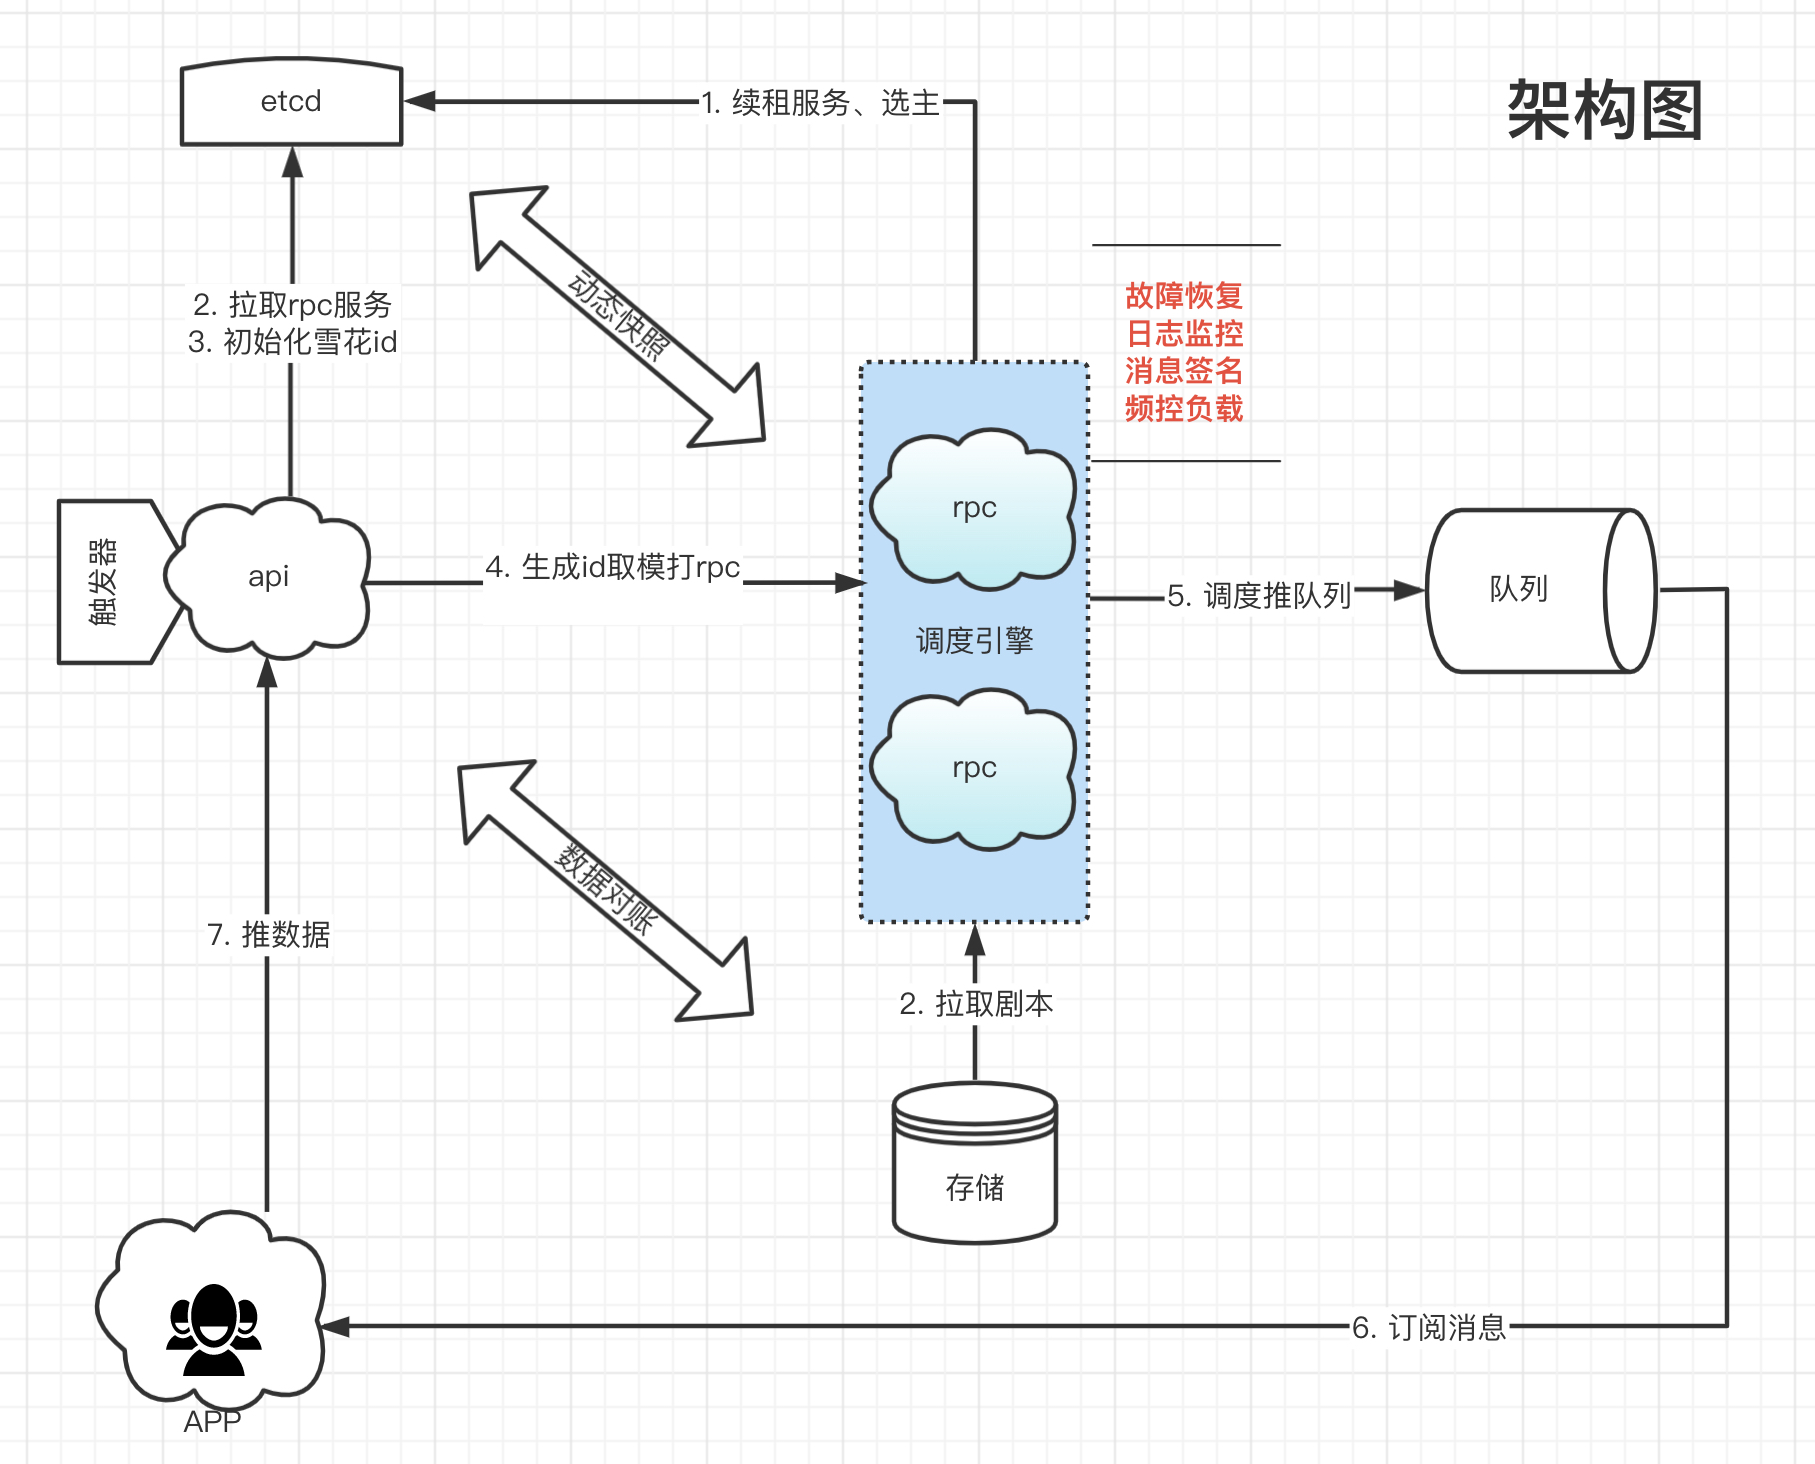 架构图
etcd
1. 续租服务、选主
2. 拉取rpc服务
3. 初始化雪花id
动态快照
故障恢复
日志监控
消息签名
频控负载
触发器
api
4. 生成id取模打rpc
rpc
调度引擎
rpc
5. 调度推队列
队列
数据对账
7. 推数据
2. 拉取剧本
存储
6. 订阅消息
APP